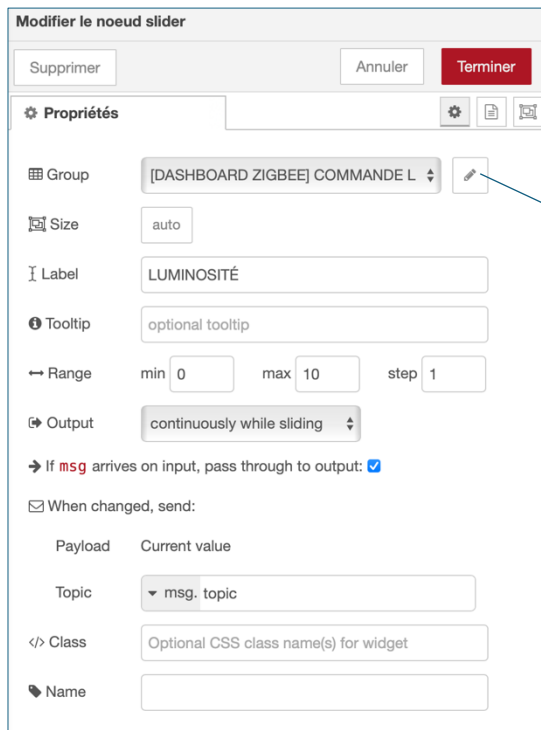 Modifier le noeud slider
Supprimer Annuler Terminer
Propriétés
Group [DASHBOARD ZIGBEE] COMMANDE L
Size auto
Label LUMINOSITÉ
Tooltip optional tooltip
Range min 0 max 10 step 1
Output continuously while sliding
If msg arrives on input, pass through to output:
When changed, send:
Payload Current value
Topic msg. topic
</> Class Optional CSS class name(s) for widget
Name